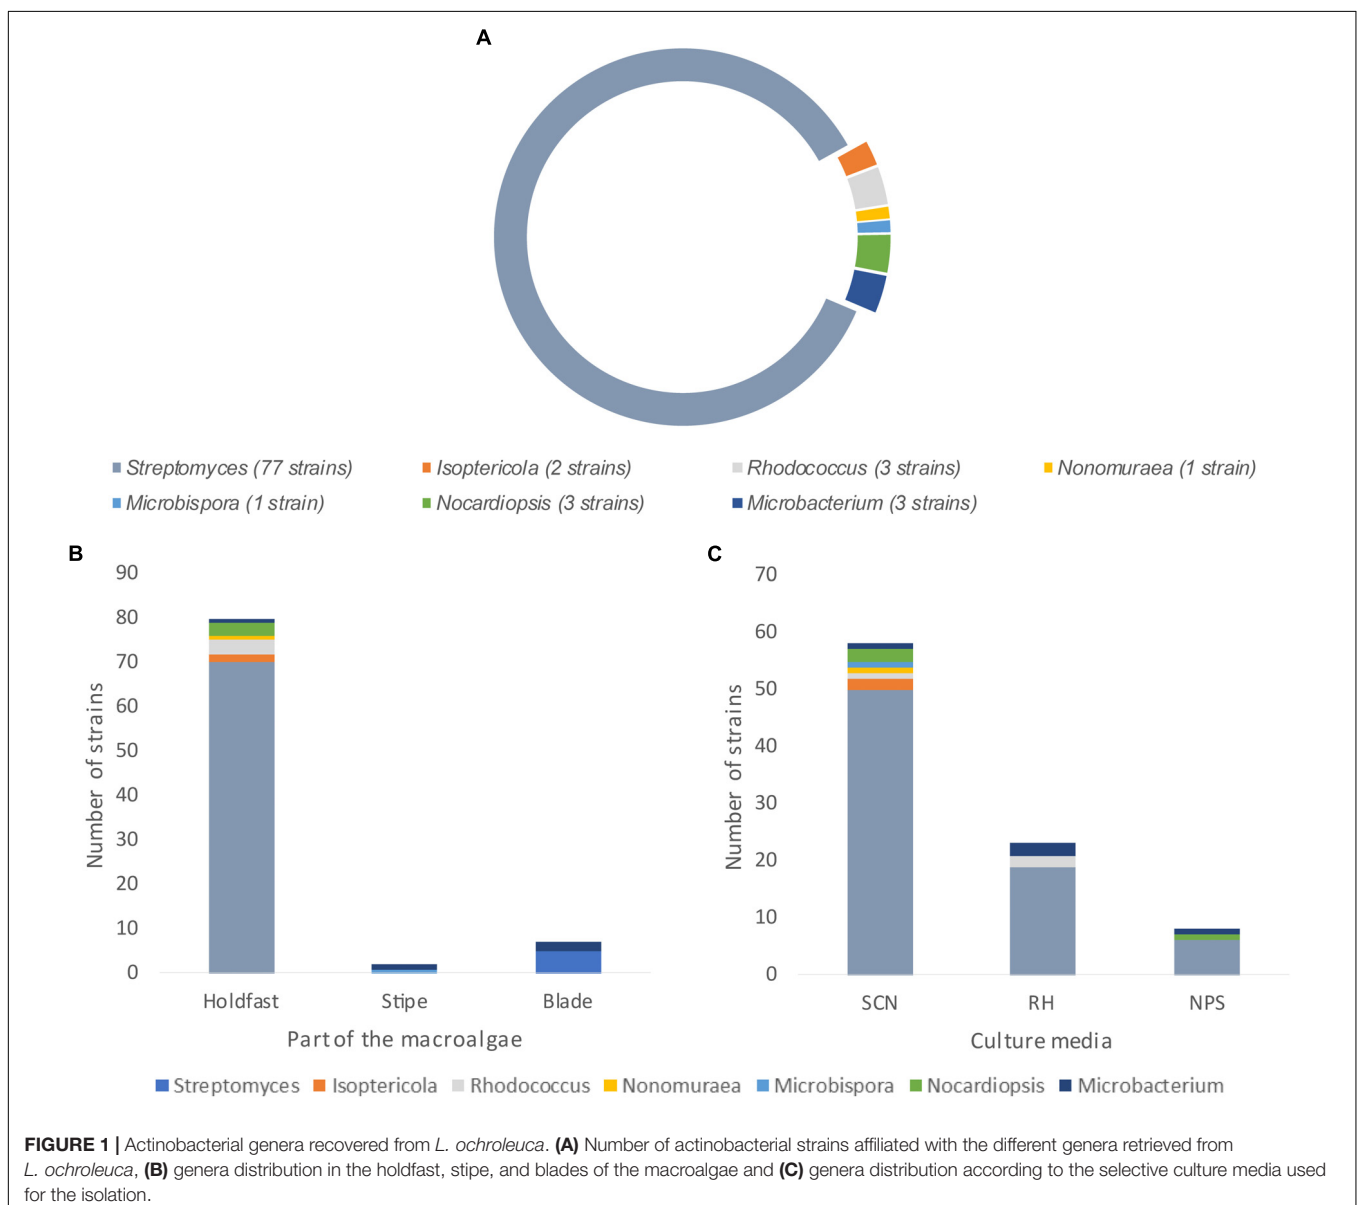 A
Streptomyces (77 strains) Isoptericola (2 strains) Rhodococcus (3 strains) Nonomuraea (1 strain)
Microbispora (1 strain) Nocardiopsis (3 strains) Microbacterium (3 strains)
B
90
80
70
60
50
40
30
20
10
0
Number of strains
Holdfast Stipe Blade
Part of the macroalgae
C
70
60
50
40
30
20
10
0
Number of strains
SCN RH NPS
Culture media
Streptomyces Isoptericola Rhodococcus Nonomuraea Microbispora Nocardiopsis Microbacterium
FIGURE 1 | Actinobacterial genera recovered from L. ochroleuca. (A) Number of actinobacterial strains affiliated with the different genera retrieved from
L. ochroleuca, (B) genera distribution in the holdfast, stipe, and blades of the macroalgae and (C) genera distribution according to the selective culture media used
for the isolation.